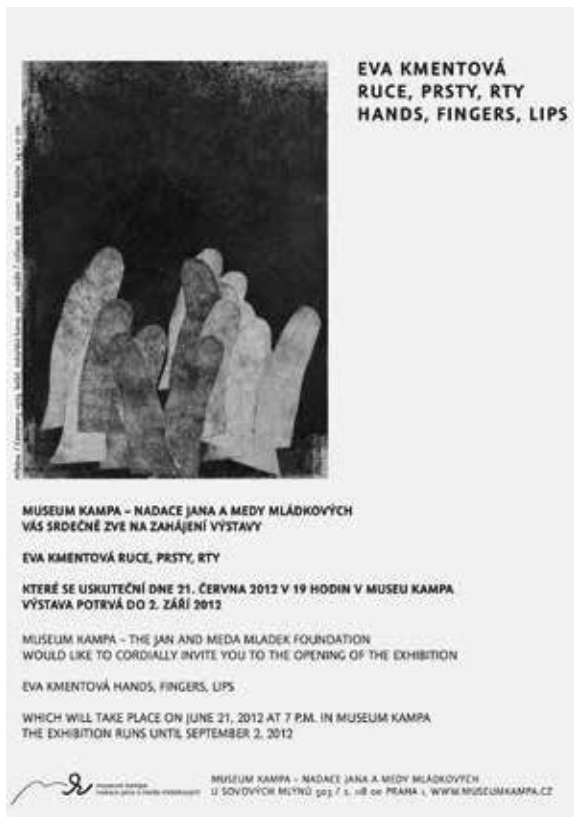 EVA KMENTOVÁ
RUCE, PRSTY, RTY
HANDS, FINGERS, LIPS
MUSEUM KAMPA – NADACE JANA A MEDY MLÁDKOVÝCH
VÁS SRDEČNĚ ZVE NA ZAHÁJENÍ VÝSTAVY
EVA KMENTOVÁ RUCE, PRSTY, RTY
KTERÉ SE USKUTEČNÍ DNE 21. ČERVNA 2012 V 19 HODIN V MUSEU KAMPA
VÝSTAVA POTRVÁ DO 2. ZÁŘÍ 2012
MUSEUM KAMPA – THE JAN AND MEDA MLADEK FOUNDATION
WOULD LIKE TO CORDIALLY INVITE YOU TO THE OPENING OF THE EXHIBITION
EVA KMENTOVÁ HANDS, FINGERS, LIPS
WHICH WILL TAKE PLACE ON JUNE 21, 2012 AT 7 P.M. IN MUSEUM KAMPA
THE EXHIBITION RUNS UNTIL SEPTEMBER 2, 2012
MUSEUM KAMPA – NADACE JANA A MEDY MLÁDKOVÝCH
U SOVOVÝCH MLÝNŮ 503 / 2, 118 00 PRAHA 1, WWW.MUSEUMKAMPA.CZ